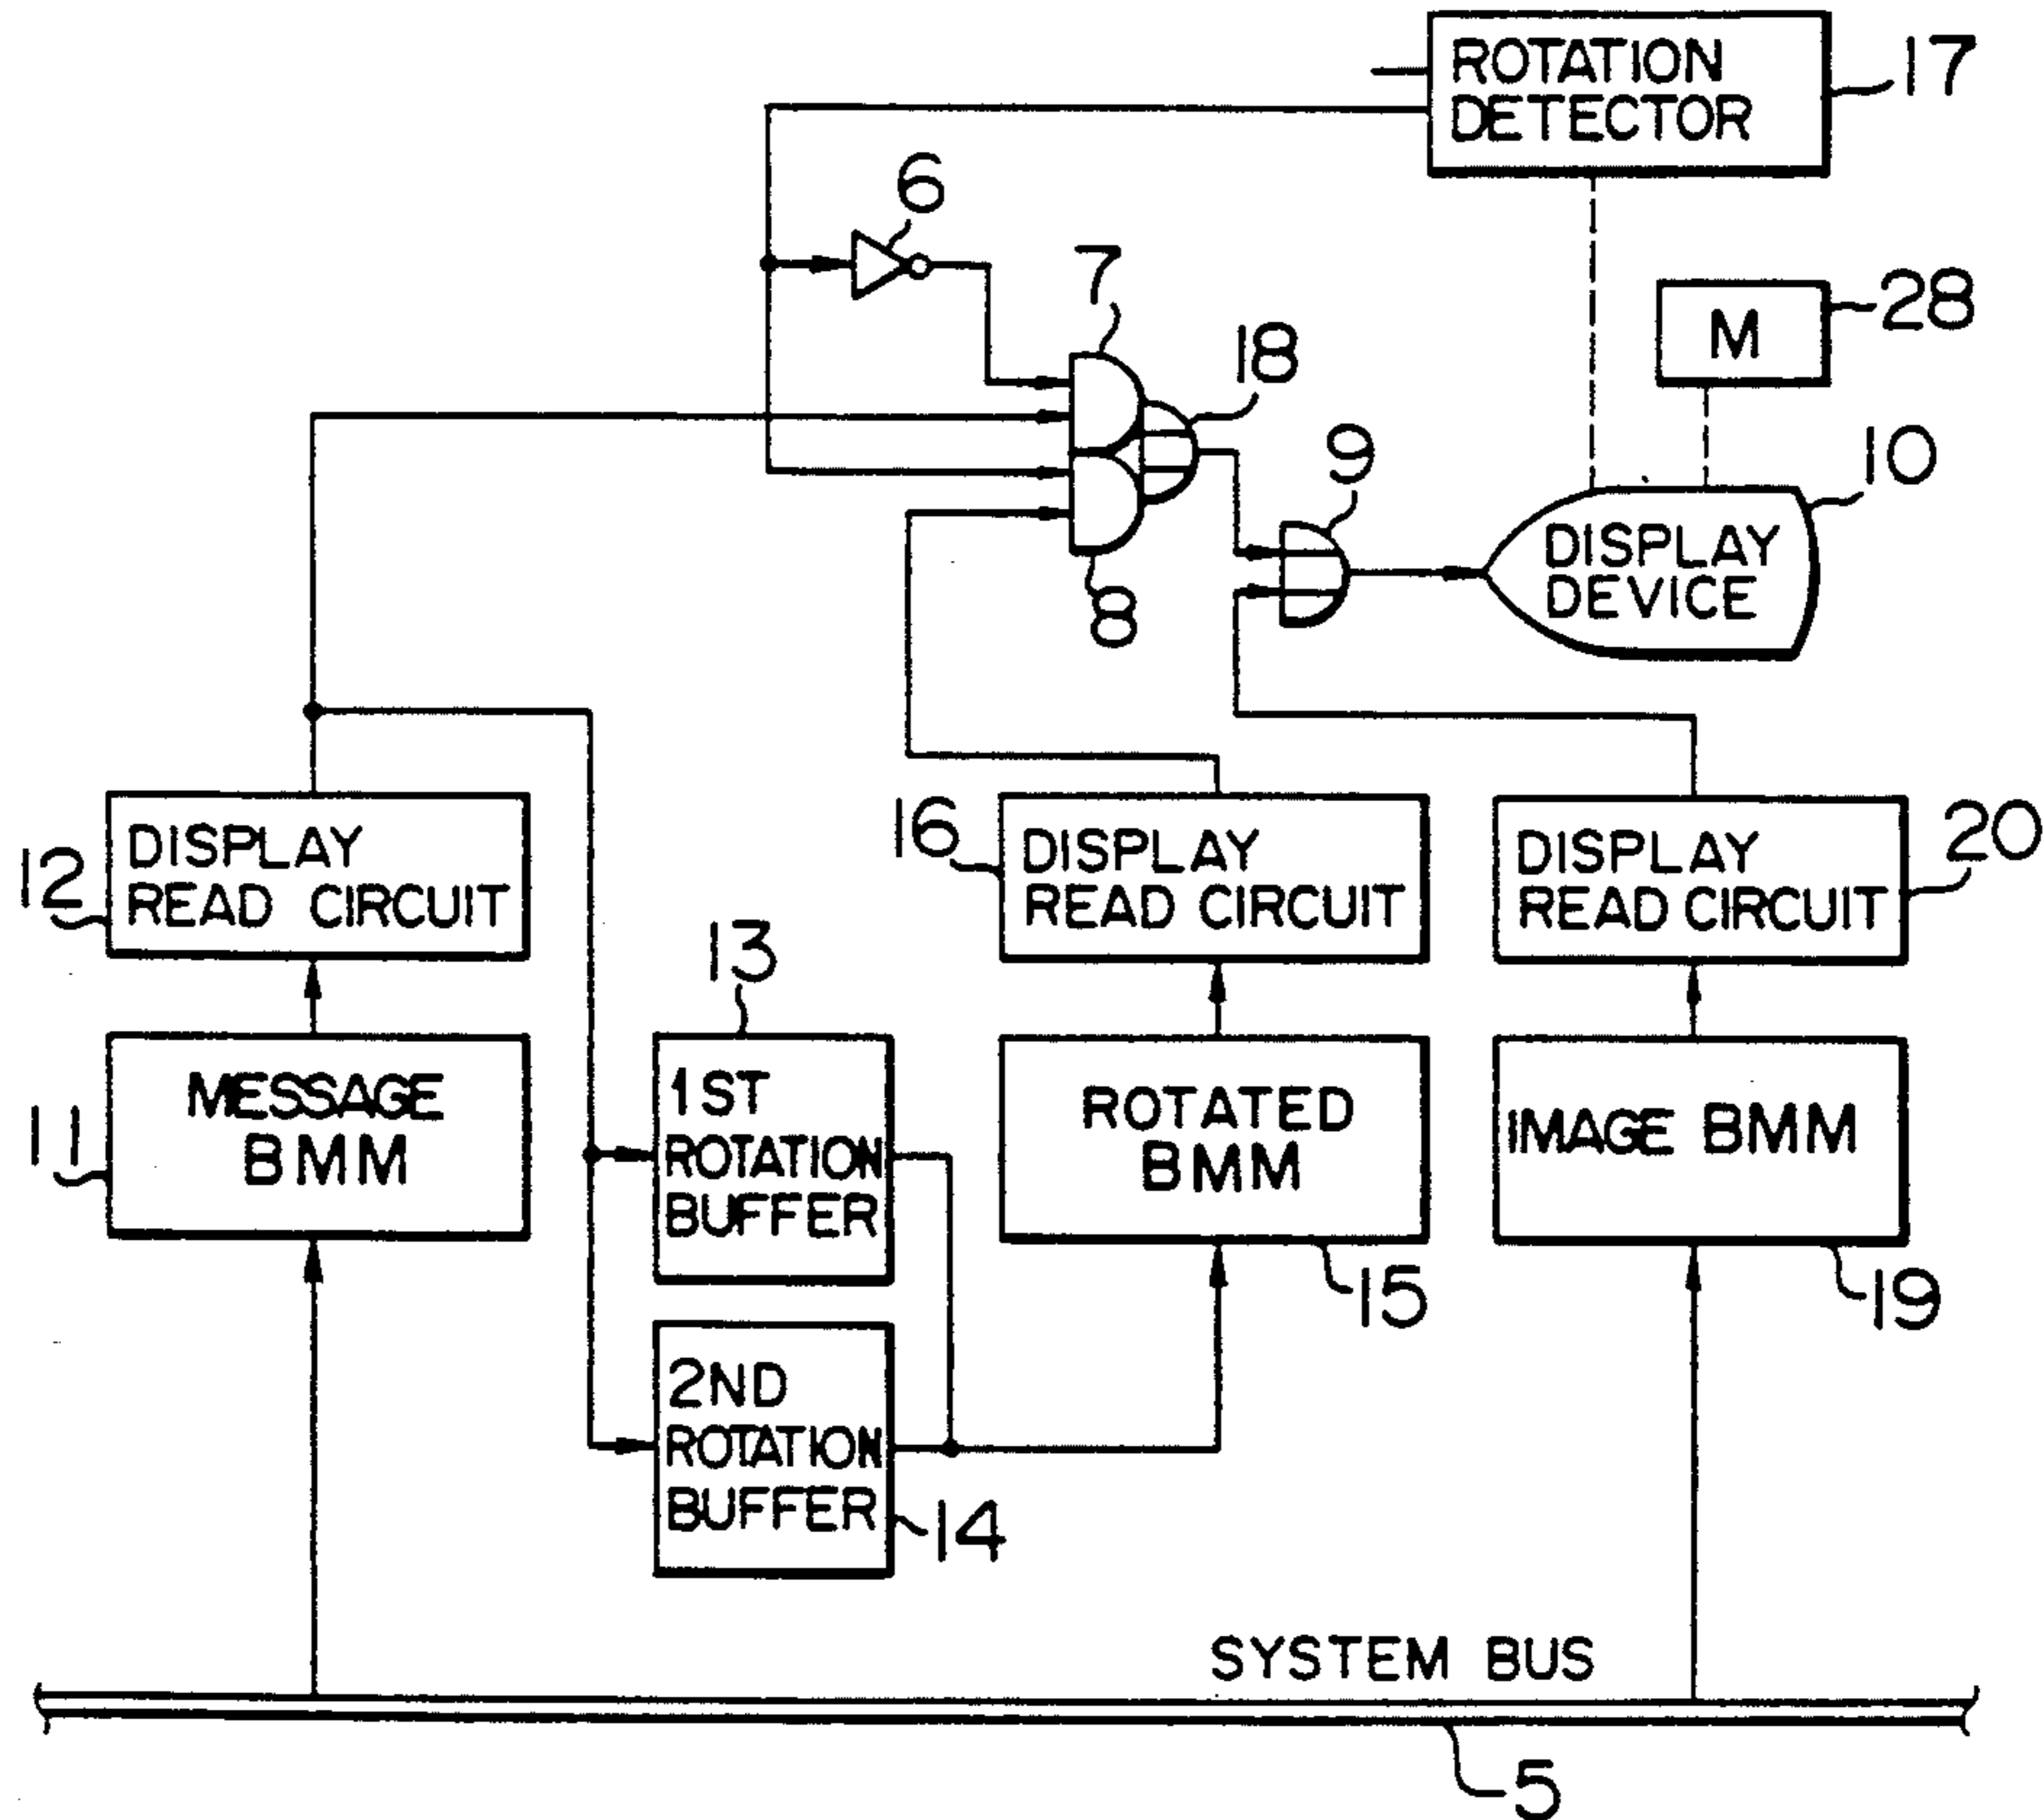 ROTATION
DETECTOR
17
6
7
18
M
28
9
10
DISPLAY
DEVICE
8
DISPLAY
READ CIRCUIT
12
16
DISPLAY
READ CIRCUIT
DISPLAY
READ CIRCUIT
20
13
MESSAGE
BMM
11
1ST
ROTATION
BUFFER
ROTATED
BMM
15
IMAGE BMM
19
2ND
ROTATION
BUFFER
14
SYSTEM BUS
5